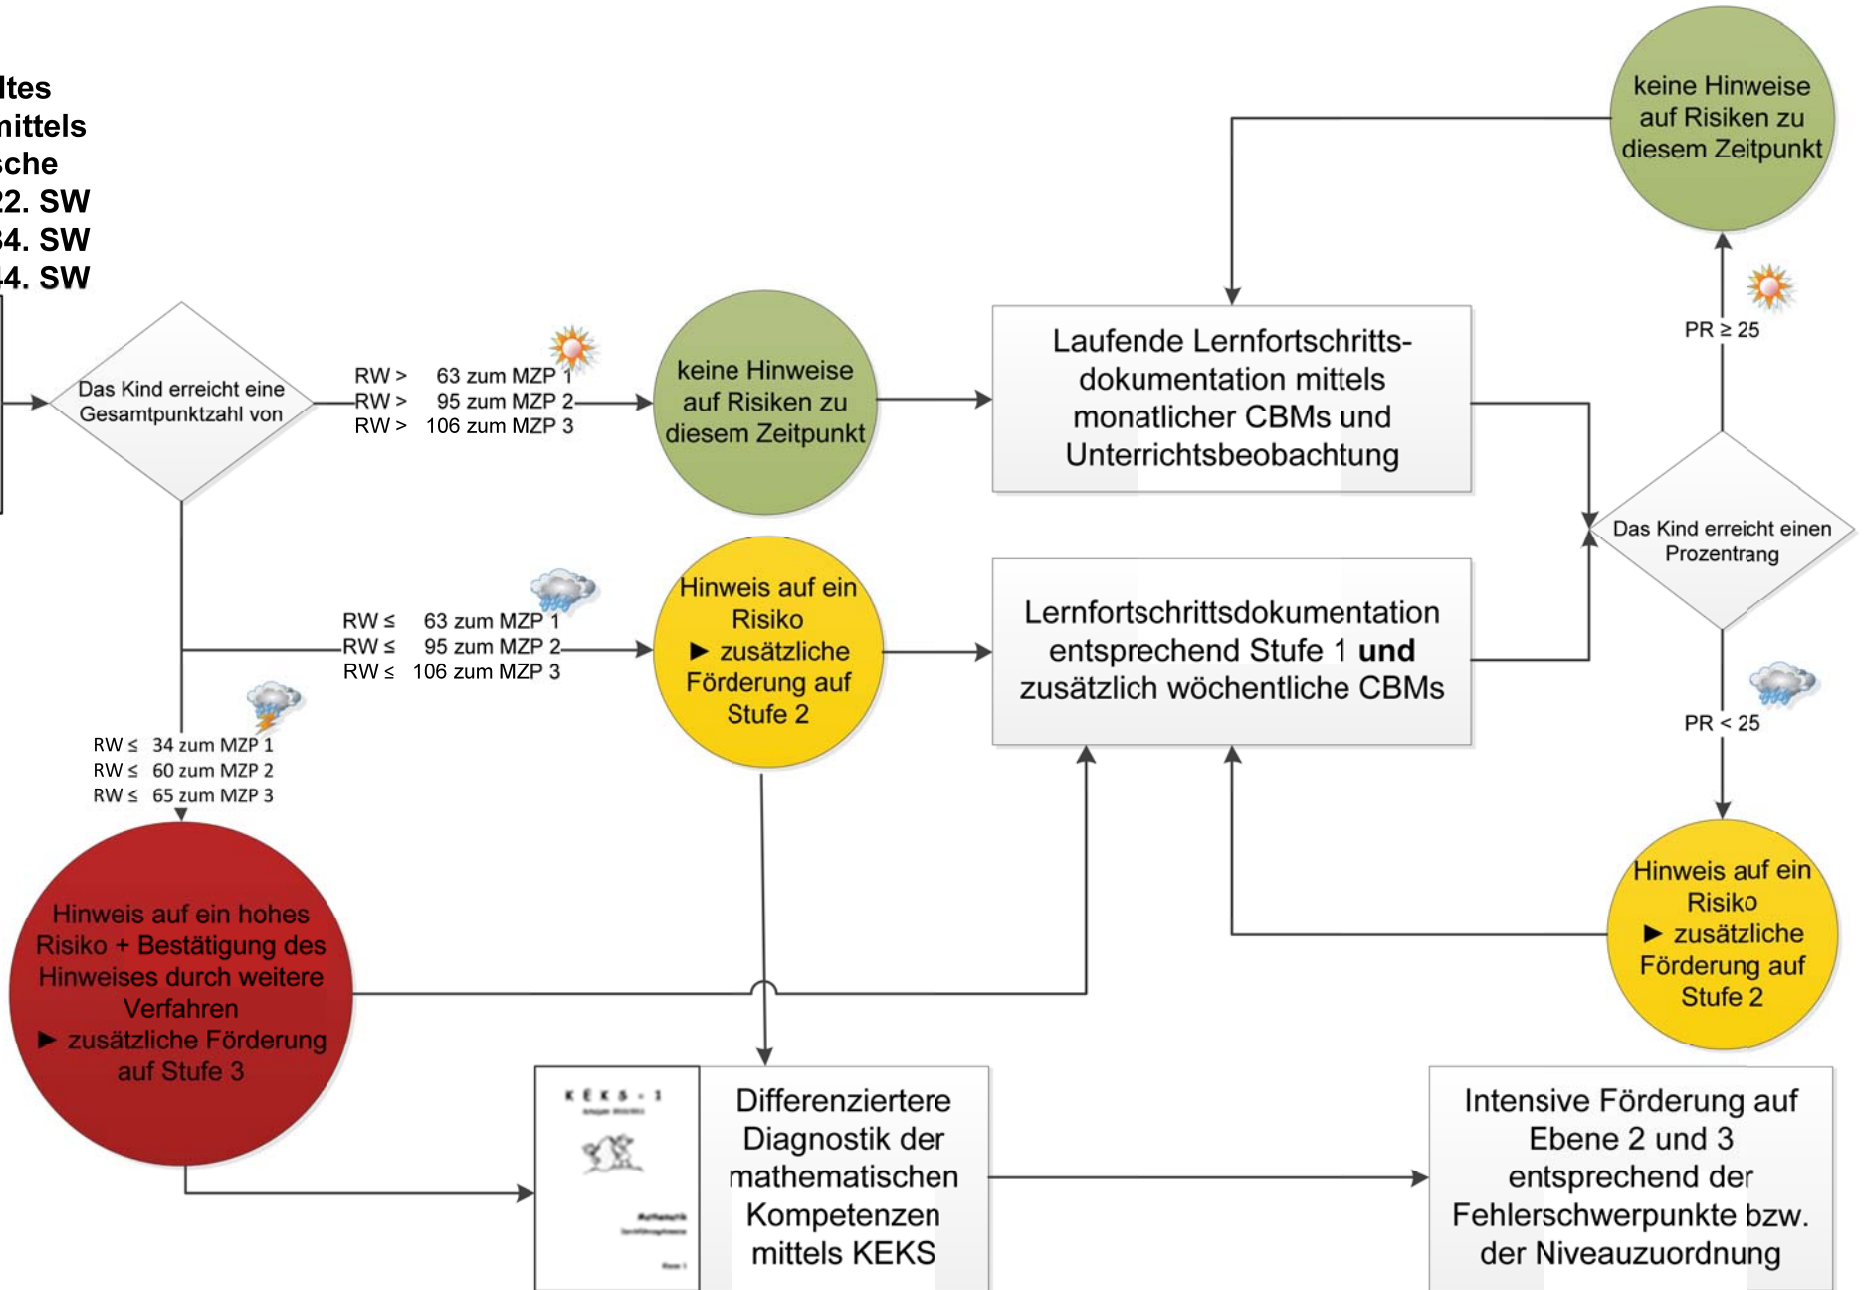 ltes
mittels
sche
22. SW
34. SW
44. SW
Das Kind erreicht eine
Gesamtpunktzahl von
RW > 63 zum MZP 1
RW > 95 zum MZP 2
RW > 106 zum MZP 3
keine Hinweise
auf Risiken zu
diesem Zeitpunkt
Laufende Lernfortschritts-
dokumentation mittels
monatlicher CBMs und
Unterrichtsbeobachtung
keine Hinweise
auf Risiken zu
diesem Zeitpunkt
PR ≥ 25
Das Kind erreicht einen
Prozentrang
PR < 25
RW ≤ 63 zum MZP 1
RW ≤ 95 zum MZP 2
RW ≤ 106 zum MZP 3
Hinweis auf ein
Risiko
► zusätzliche
Förderung auf
Stufe 2
Lernfortschrittsdokumentation
entsprechend Stufe 1 und
zusätzlich wöchentliche CBMs
RW ≤ 34 zum MZP 1
RW ≤ 60 zum MZP 2
RW ≤ 65 zum MZP 3
Hinweis auf ein hohes
Risiko + Bestätigung des
Hinweises durch weitere
Verfahren
► zusätzliche Förderung
auf Stufe 3
Hinweis auf ein
Risiko
► zusätzliche
Förderung auf
Stufe 2
K E K S - 1
Mathematik
Klasse 1
Differenziertere
Diagnostik der
mathematischen
Kompetenzen
mittels KEKS
Intensive Förderung auf
Ebene 2 und 3
entsprechend der
Fehlerschwerpunkte bzw.
der Niveauzuordnung